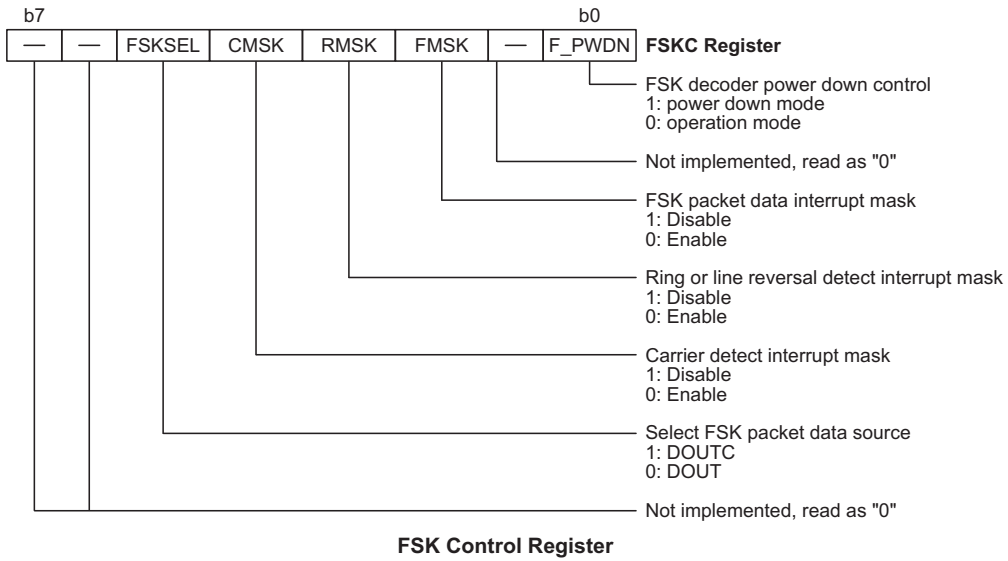 b7 b0
— — FSKSEL CMSK RMSK FMSK — F_PWDN FSKC Register
FSK decoder power down control
1: power down mode
0: operation mode
Not implemented, read as "0"
FSK packet data interrupt mask
1: Disable
0: Enable
Ring or line reversal detect interrupt mask
1: Disable
0: Enable
Carrier detect interrupt mask
1: Disable
0: Enable
Select FSK packet data source
1: DOUTC
0: DOUT
Not implemented, read as "0"
FSK Control Register